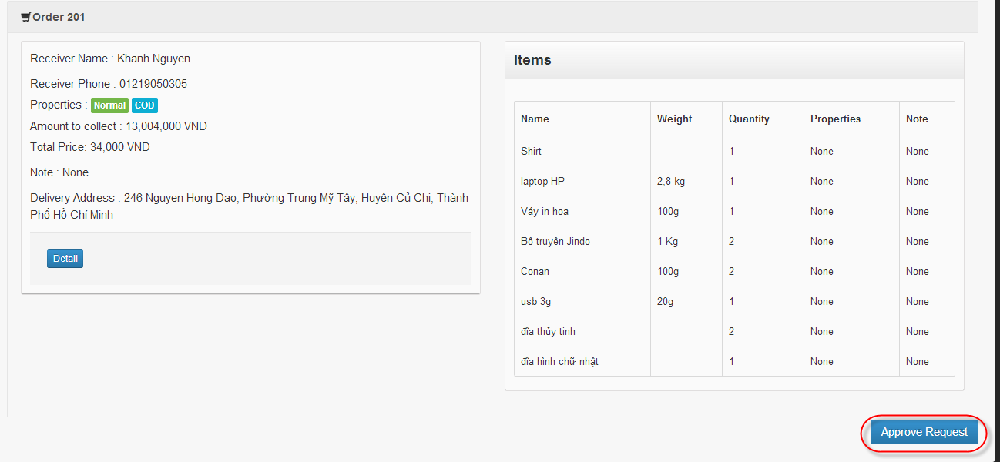 Order 201
Receiver Name : Khanh Nguyen
Receiver Phone : 01219050305
Properties : Normal COD
Amount to collect : 13,004,000 VNĐ
Total Price: 34,000 VND
Note : None
Delivery Address : 246 Nguyen Hong Dao, Phường Trung Mỹ Tây, Huyện Củ Chi, Thành
Phố Hồ Chí Minh
Detail
Items
Name Weight Quantity Properties Note
Shirt 1 None None
laptop HP 2,8 kg 1 None None
Váy in hoa 100g 1 None None
Bộ truyện Jindo 1 Kg 2 None None
Conan 100g 2 None None
usb 3g 20g 1 None None
đĩa thủy tinh 2 None None
đĩa hình chữ nhật 1 None None
Approve Request